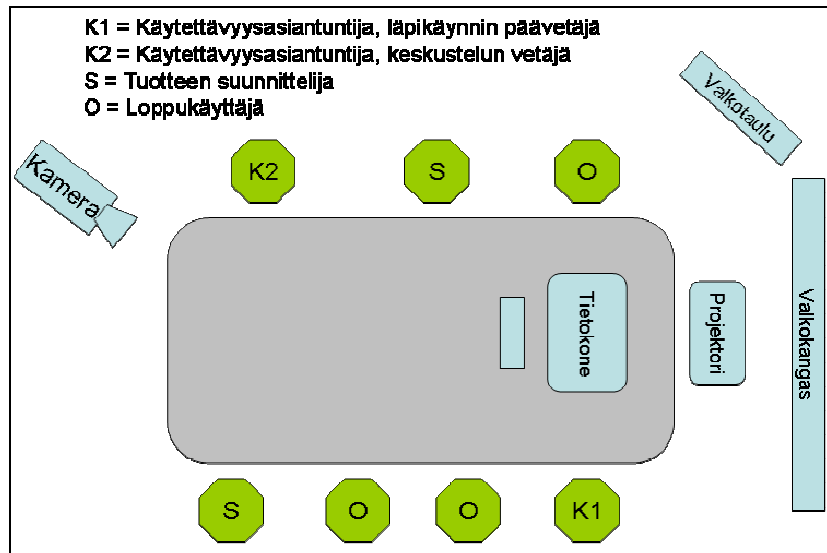 K1 = Käytettävyysasiantuntija, läpikäynnin päävetäjä
K2 = Käytettävyysasiantuntija, keskustelun vetäjä
S = Tuotteen suunnittelija
O = Loppukäyttäjä
Valkotaulu
Kamera
K2
S
O
Tietokone
Projektori
Valkokangas
S
O
O
K1